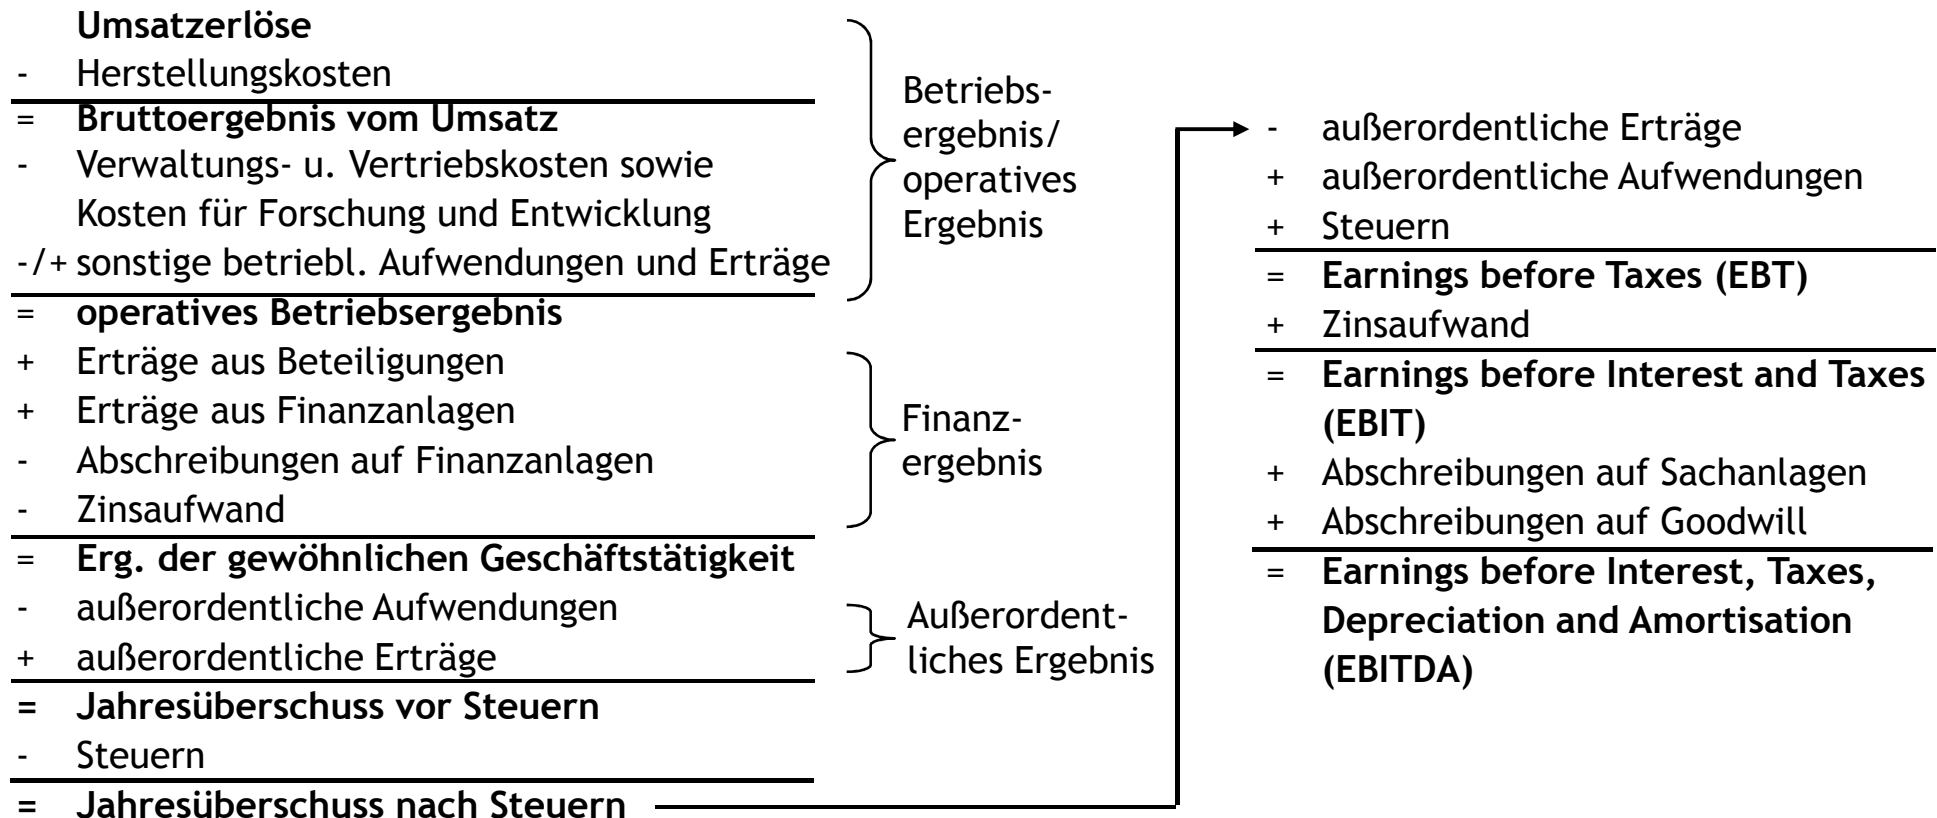 Umsatzerlöse
- Herstellungskosten
= Bruttoergebnis vom Umsatz
- Verwaltungs- u. Vertriebskosten sowie
Kosten für Forschung und Entwicklung
-/+ sonstige betriebl. Aufwendungen und Erträge
= operatives Betriebsergebnis
+ Erträge aus Beteiligungen
+ Erträge aus Finanzanlagen
- Abschreibungen auf Finanzanlagen
- Zinsaufwand
= Erg. der gewöhnlichen Geschäftstätigkeit
- außerordentliche Aufwendungen
+ außerordentliche Erträge
= Jahresüberschuss vor Steuern
- Steuern
= Jahresüberschuss nach Steuern
Betriebs-
ergebnis/
operatives
Ergebnis
Finanz-
ergebnis
Außerordent-
liches Ergebnis
- außerordentliche Erträge
+ außerordentliche Aufwendungen
+ Steuern
= Earnings before Taxes (EBT)
+ Zinsaufwand
= Earnings before Interest and Taxes
(EBIT)
+ Abschreibungen auf Sachanlagen
+ Abschreibungen auf Goodwill
= Earnings before Interest, Taxes,
Depreciation and Amortisation
(EBITDA)